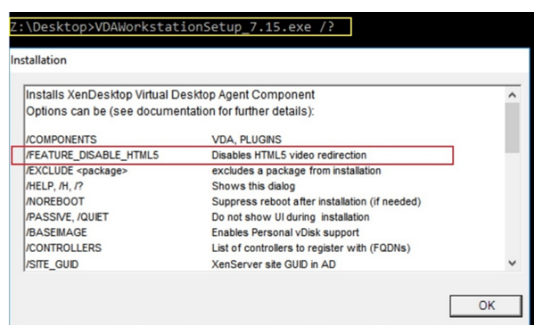 Z:\Desktop>VDAWorkstationSetup_7.15.exe /?
Installation
Installs XenDesktop Virtual Desktop Agent Component
Options can be (see documentation for further details):
/COMPONENTS VDA, PLUGINS
/FEATURE_DISABLE_HTML5 Disables HTML5 video redirection
/EXCLUDE <package> excludes a package from installation
/HELP, /H, /? Shows this dialog
/NOREBOOT Suppress reboot after installation (if needed)
/PASSIVE, /QUIET Do not show UI during installation
/BASEIMAGE Enables Personal vDisk support
/CONTROLLERS List of controllers to register with (FQDNs)
/SITE_GUID XenServer site GUID in AD
OK